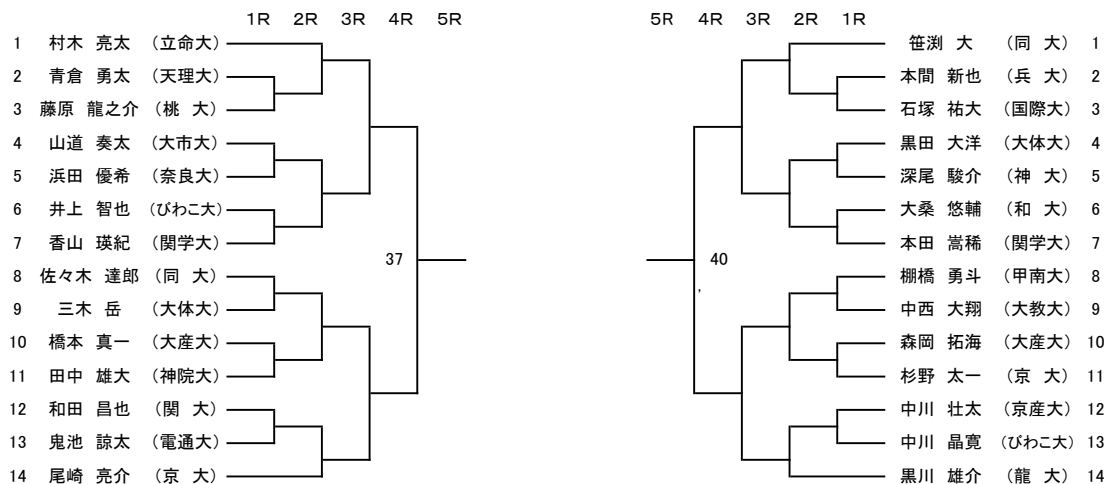 1R 2R 3R 4R 5R 5R 4R 3R 2R 1R
1 村木 亮太 (立命大) 笹渕 大 (同 大) 1
2 青倉 勇太 (天理大) 本間 新也 (兵 大) 2
3 藤原 龍之介 (桃 大) 石塚 祐大 (国際大) 3
4 山道 奏太 (大市大) 黒田 大洋 (大体大) 4
5 浜田 優希 (奈良大) 深尾 駿介 (神 大) 5
6 井上 智也 (びわこ大) 大桑 悠輔 (和 大) 6
7 香山 瑛紀 (関学大) 本田 嵩稀 (関学大) 7
37 40
8 佐々木 達郎 (同 大) 棚橋 勇斗 (甲南大) 8
,
9 三木 岳 (大体大) 中西 大翔 (大教大) 9
10 橋本 真一 (大産大) 森岡 拓海 (大産大) 10
11 田中 雄大 (神院大) 杉野 太一 (京 大) 11
12 和田 昌也 (関 大) 中川 壮太 (京産大) 12
13 鬼池 諒太 (電通大) 中川 晶寛 (びわこ大) 13
14 尾崎 亮介 (京 大) 黒川 雄介 (龍 大) 14